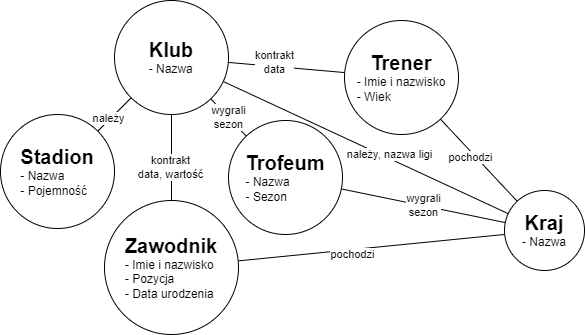 Klub
- Nazwa
kontrakt
data
Trener
- Imie i nazwisko
- Wiek
należy
wygrali
sezon
Stadion
- Nazwa
- Pojemność
kontrakt
data, wartość
Trofeum
- Nazwa
- Sezon
należy, nazwa ligi
pochodzi
wygrali
sezon
Kraj
- Nazwa
Zawodnik
- Imie i nazwisko
- Pozycja
- Data urodzenia
pochodzi